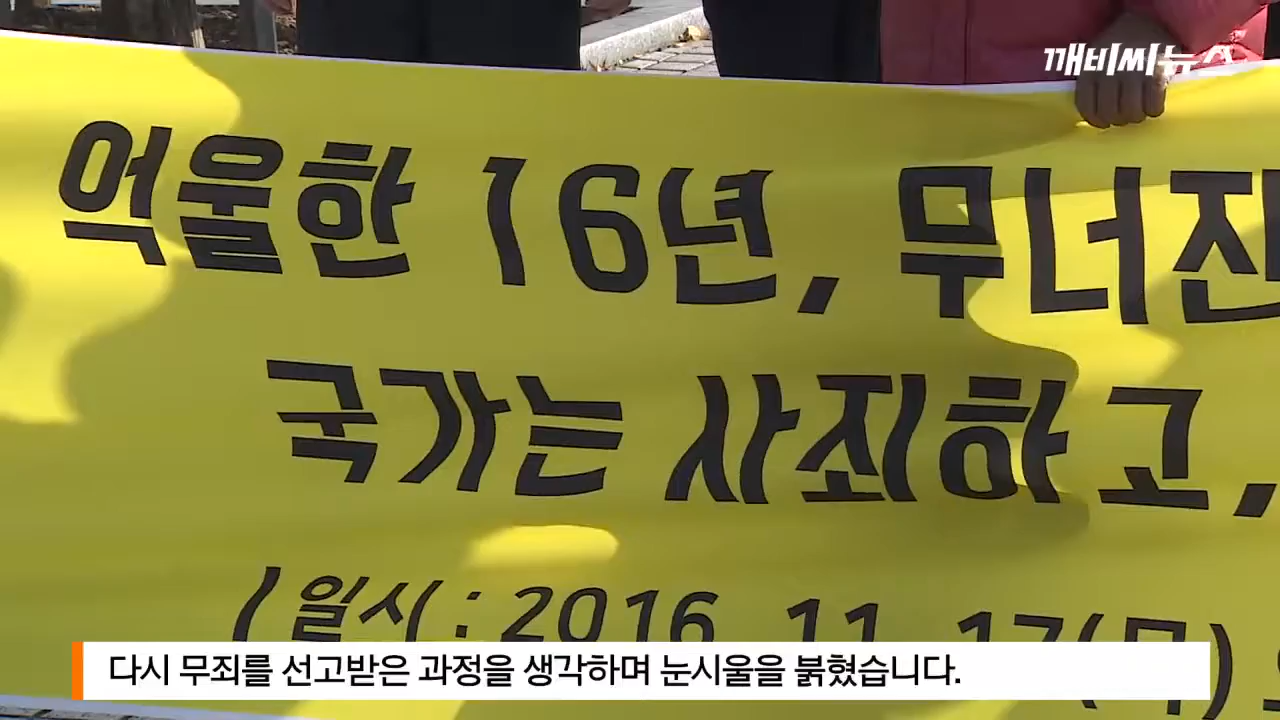 깨비씨뉴스
억울한 16년, 무너진
국가는 사죄하고,
일시 : 2016. 11. 17(목)
다시 무죄를 선고받은 과정을 생각하며 눈시울을 붉혔습니다.